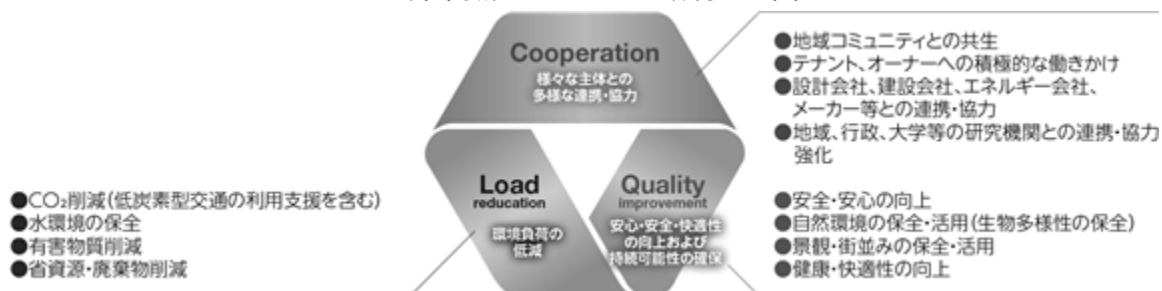 Cooperation
様々な主体との
多様な連携・協力
●地域コミュニティとの共生
●テナント、オーナーへの積極的な働きかけ
●設計会社、建設会社、エネルギー会社、
メーカー等との連携・協力
●地域、行政、大学等の研究機関との連携・協力
強化
Load
reducation
環境負荷の
低減
●CO₂削減(低炭素型交通の利用支援を含む)
●水環境の保全
●有害物質削減
●省資源・廃棄物削減
Quality
improvement
安心・安全・快適性
の向上および
持続可能性の確保
●安全・安心の向上
●自然環境の保全・活用(生物多様性の保全)
●景観・街並みの保全・活用
●健康・快適性の向上